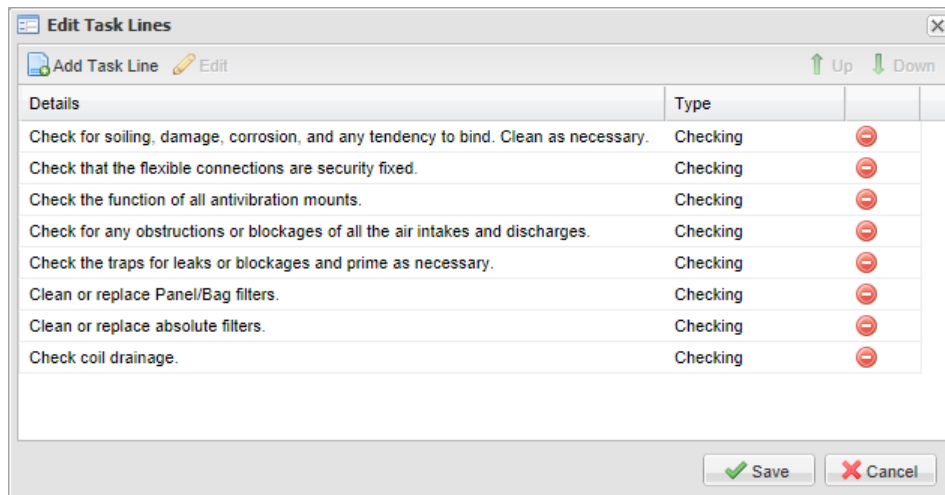 Edit Task Lines
Add Task Line Edit Up Down
Details Type
Check for soiling, damage, corrosion, and any tendency to bind. Clean as necessary. Checking
Check that the flexible connections are security fixed. Checking
Check the function of all antivibration mounts. Checking
Check for any obstructions or blockages of all the air intakes and discharges. Checking
Check the traps for leaks or blockages and prime as necessary. Checking
Clean or replace Panel/Bag filters. Checking
Clean or replace absolute filters. Checking
Check coil drainage. Checking
Save Cancel